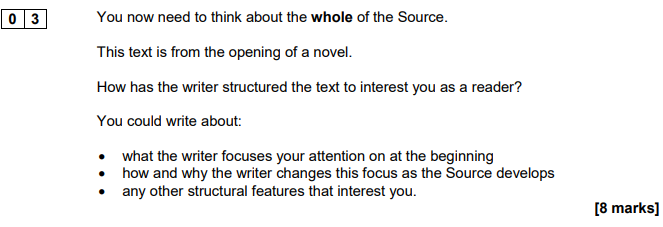 0 3 You now need to think about the whole of the Source.
This text is from the opening of a novel.
How has the writer structured the text to interest you as a reader?
You could write about:
• what the writer focuses your attention on at the beginning
• how and why the writer changes this focus as the Source develops
• any other structural features that interest you.
[8 marks]